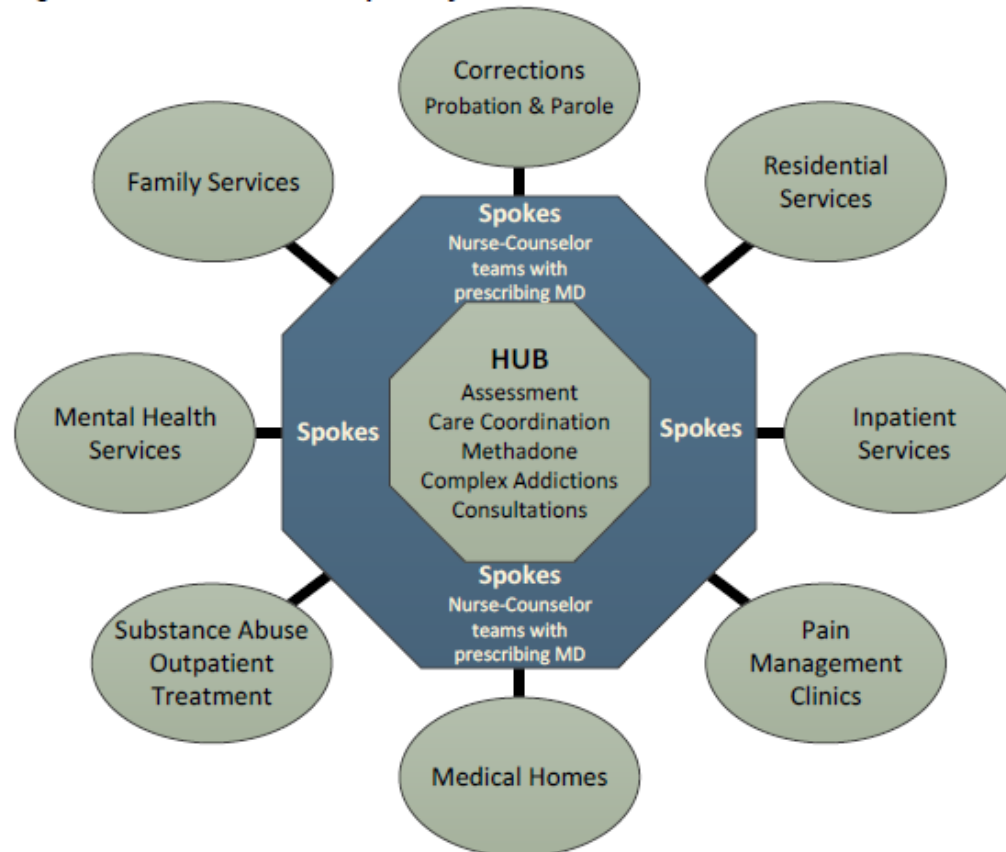 Corrections
Probation & Parole
Family Services
Residential
Services
Spokes
Nurse-Counselor
teams with
prescribing MD
HUB
Assessment
Care Coordination
Methadone
Complex Addictions
Consultations
Mental Health
Services
Spokes
Spokes
Inpatient
Services
Spokes
Nurse-Counselor
teams with
prescribing MD
Substance Abuse
Outpatient
Treatment
Pain
Management
Clinics
Medical Homes